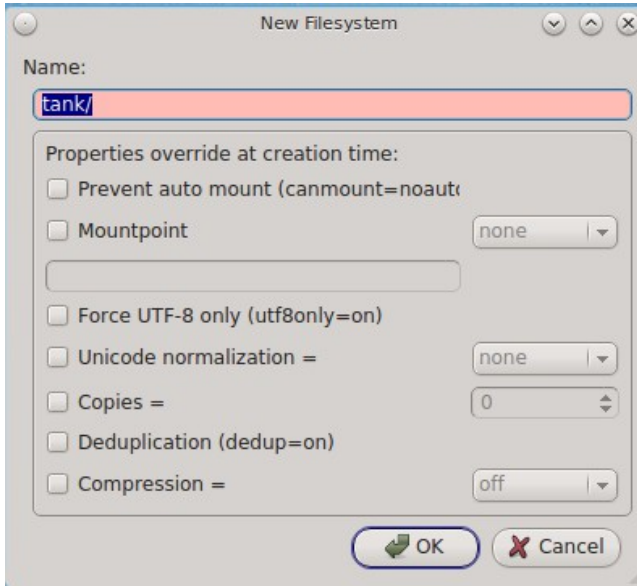 New Filesystem
Name:
tank/
Properties override at creation time:
Prevent auto mount (canmount=noauto
Mountpoint none
Force UTF-8 only (utf8only=on)
Unicode normalization = none
Copies = 0
Deduplication (dedup=on)
Compression = off
OK Cancel